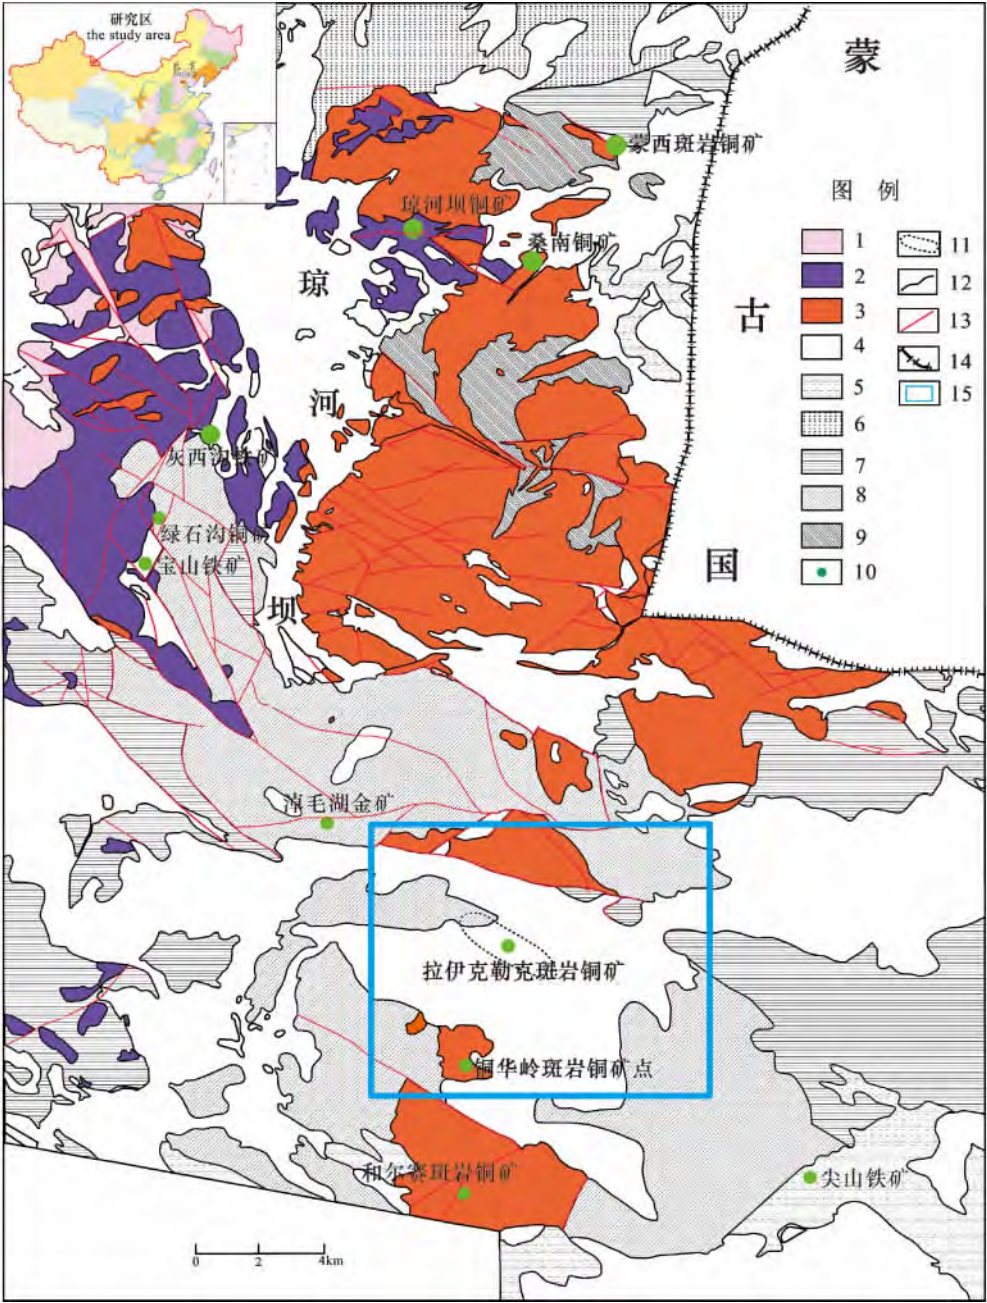 研究区
the study area
蒙
古
国
琼
河
坝
蒙西斑岩铜矿
琼河坝铜矿
桑南铜矿
灰西沟铁矿
绿石沟铜矿
宝山铁矿
淖毛湖金矿
拉伊克勒克斑岩铜矿
铜华岭斑岩铜矿点
和尔赛斑岩铜矿
尖山铁矿
图 例
1
2
3
4
5
6
7
8
9
10
11
12
13
14
15
0 2 4km